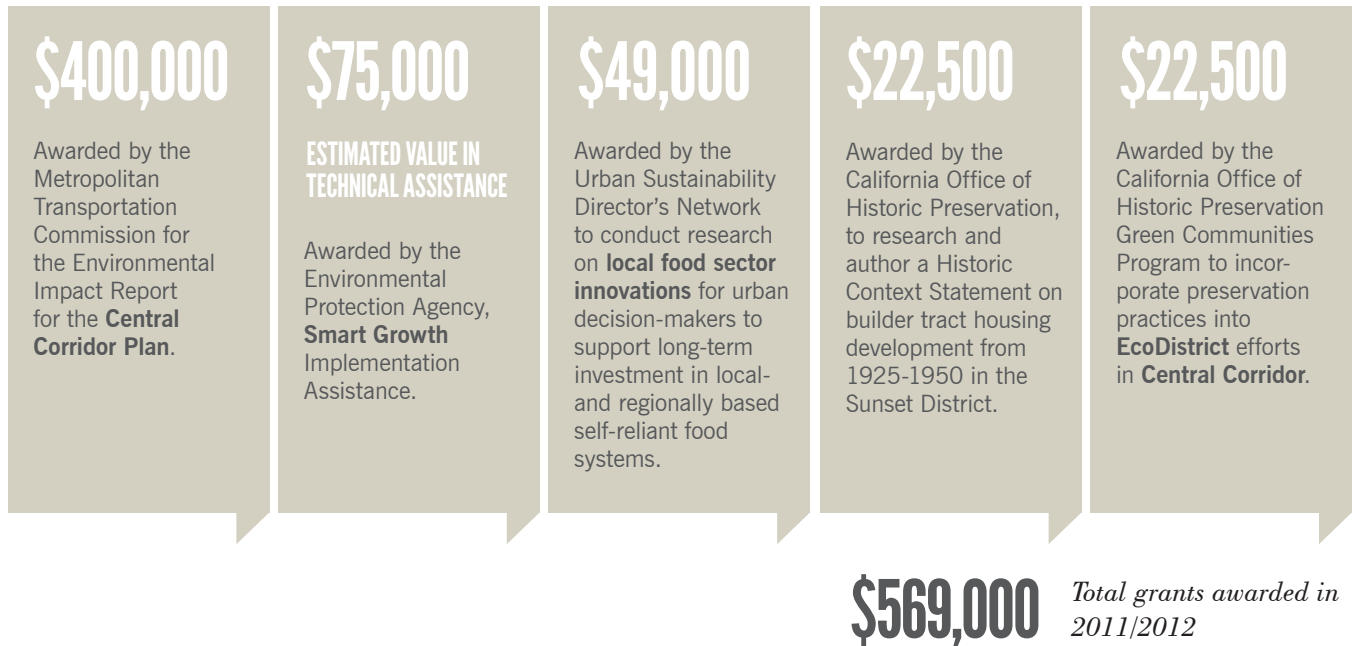 $400,000
Awarded by the
Metropolitan
Transportation
Commission for
the Environmental
Impact Report
for the Central
Corridor Plan.
$75,000
ESTIMATED VALUE IN
TECHNICAL ASSISTANCE
Awarded by the
Environmental
Protection Agency,
Smart Growth
Implementation
Assistance.
$49,000
Awarded by the
Urban Sustainability
Director's Network
to conduct research
on local food sector
innovations for urban
decision-makers to
support long-term
investment in local-
and regionally based
self-reliant food
systems.
$22,500
Awarded by the
California Office of
Historic Preservation,
to research and
author a Historic
Context Statement on
builder tract housing
development from
1925-1950 in the
Sunset District.
$22,500
Awarded by the
California Office of
Historic Preservation
Green Communities
Program to incor-
porate preservation
practices into
EcoDistrict efforts
in Central Corridor.
$569,000
Total grants awarded in
2011/2012